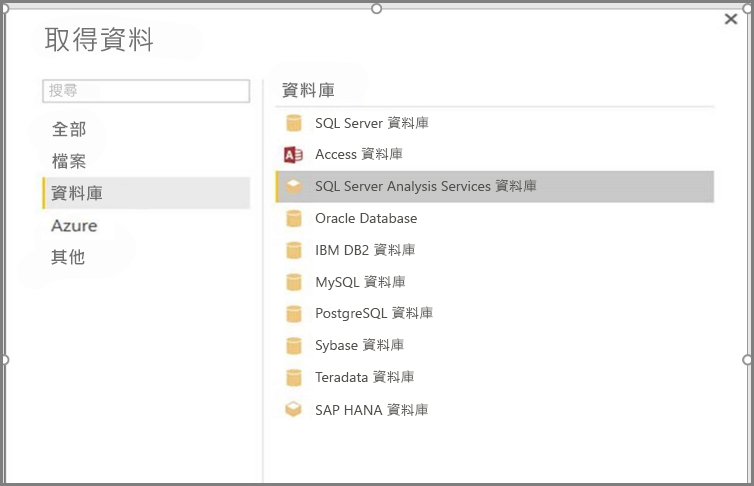 取得資料
搜尋
全部
檔案
資料庫
Azure
其他
資料庫
SQL Server 資料庫
Access 資料庫
SQL Server Analysis Services 資料庫
Oracle Database
IBM DB2 資料庫
MySQL 資料庫
PostgreSQL 資料庫
Sybase 資料庫
Teradata 資料庫
SAP HANA 資料庫